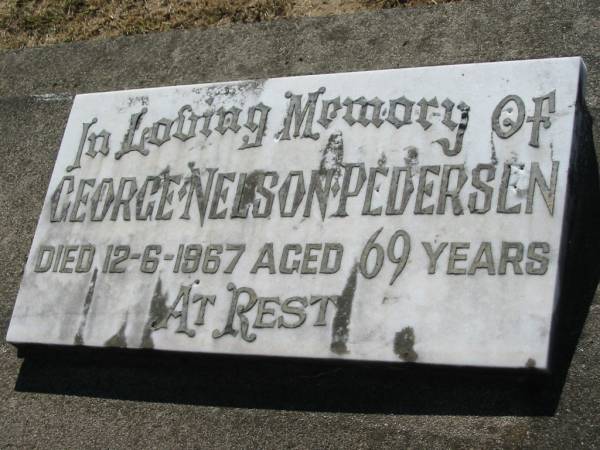 In Loving Memory Of
GEORGE·NELSON·PEDERSEN
DIED 12-6-1967 AGED 69 YEARS
AT REST